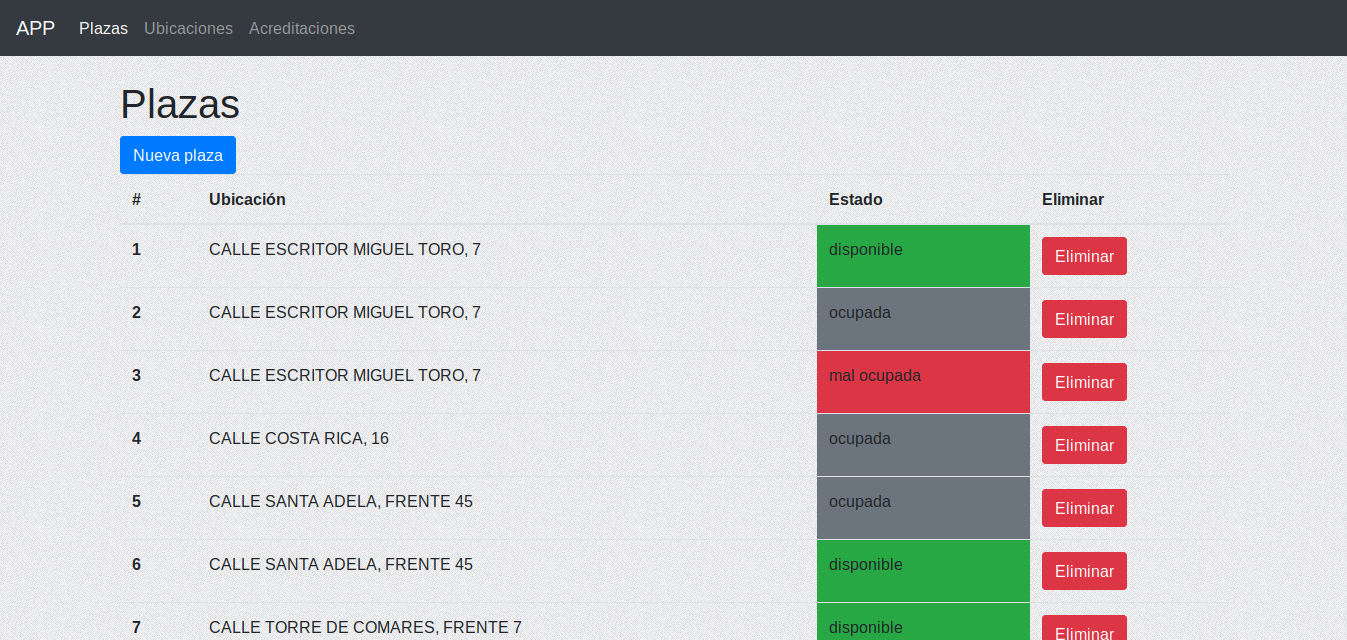 APP Plazas Ubicaciones Acreditaciones
Plazas
Nueva plaza
# Ubicación Estado Eliminar
1 CALLE ESCRITOR MIGUEL TORO, 7 disponible Eliminar
2 CALLE ESCRITOR MIGUEL TORO, 7 ocupada Eliminar
3 CALLE ESCRITOR MIGUEL TORO, 7 mal ocupada Eliminar
4 CALLE COSTA RICA, 16 ocupada Eliminar
5 CALLE SANTA ADELA, FRENTE 45 ocupada Eliminar
6 CALLE SANTA ADELA, FRENTE 45 disponible Eliminar
7 CALLE TORRE DE COMARES, FRENTE 7 disponible Eliminar